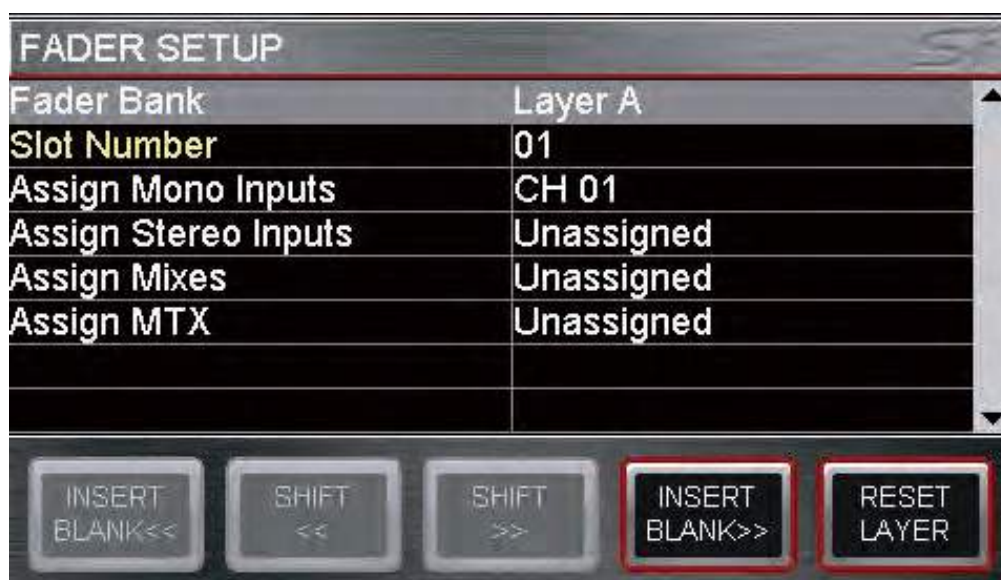 FADER SETUP
Fader Bank Layer A
Slot Number 01
Assign Mono Inputs CH 01
Assign Stereo Inputs Unassigned
Assign Mixes Unassigned
Assign MTX Unassigned
INSERT BLANK<<
SHIFT <<
SHIFT >>
INSERT BLANK>>
RESET LAYER